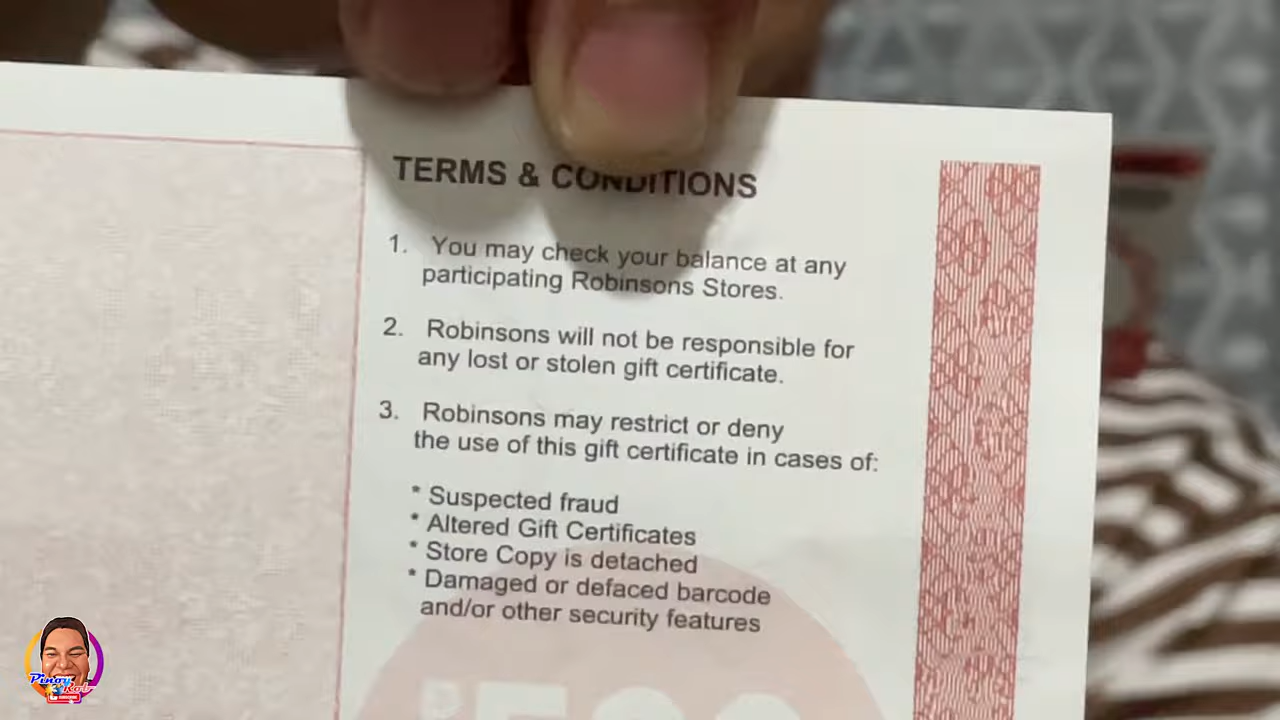 TERMS & CONDITIONS
1. You may check your balance at any
participating Robinsons Stores.
2. Robinsons will not be responsible for
any lost or stolen gift certificate.
3. Robinsons may restrict or deny
the use of this gift certificate in cases of:
* Suspected fraud
* Altered Gift Certificates
* Store Copy is detached
* Damaged or defaced barcode
and/or other security features
Pinoy